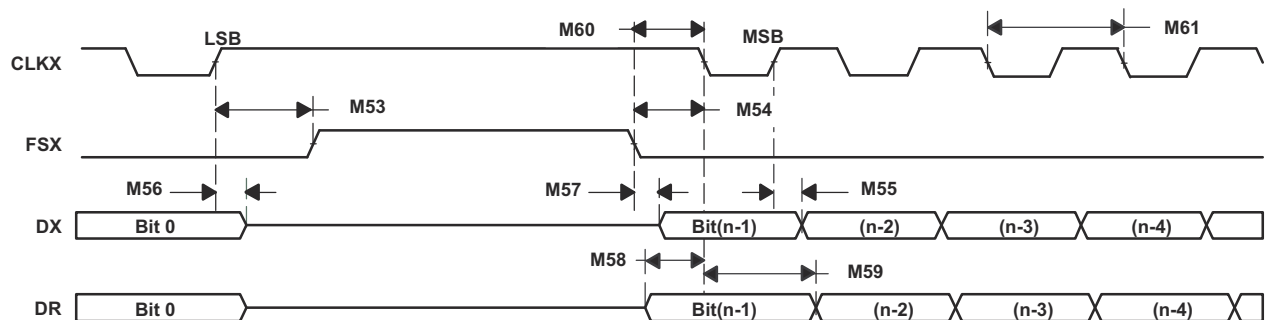 M60
M61
LSB
MSB
CLKX
M53
M54
FSX
M56
M57
M55
DX Bit 0 Bit(n-1) (n-2) (n-3) (n-4)
M58
M59
DR Bit 0 Bit(n-1) (n-2) (n-3) (n-4)